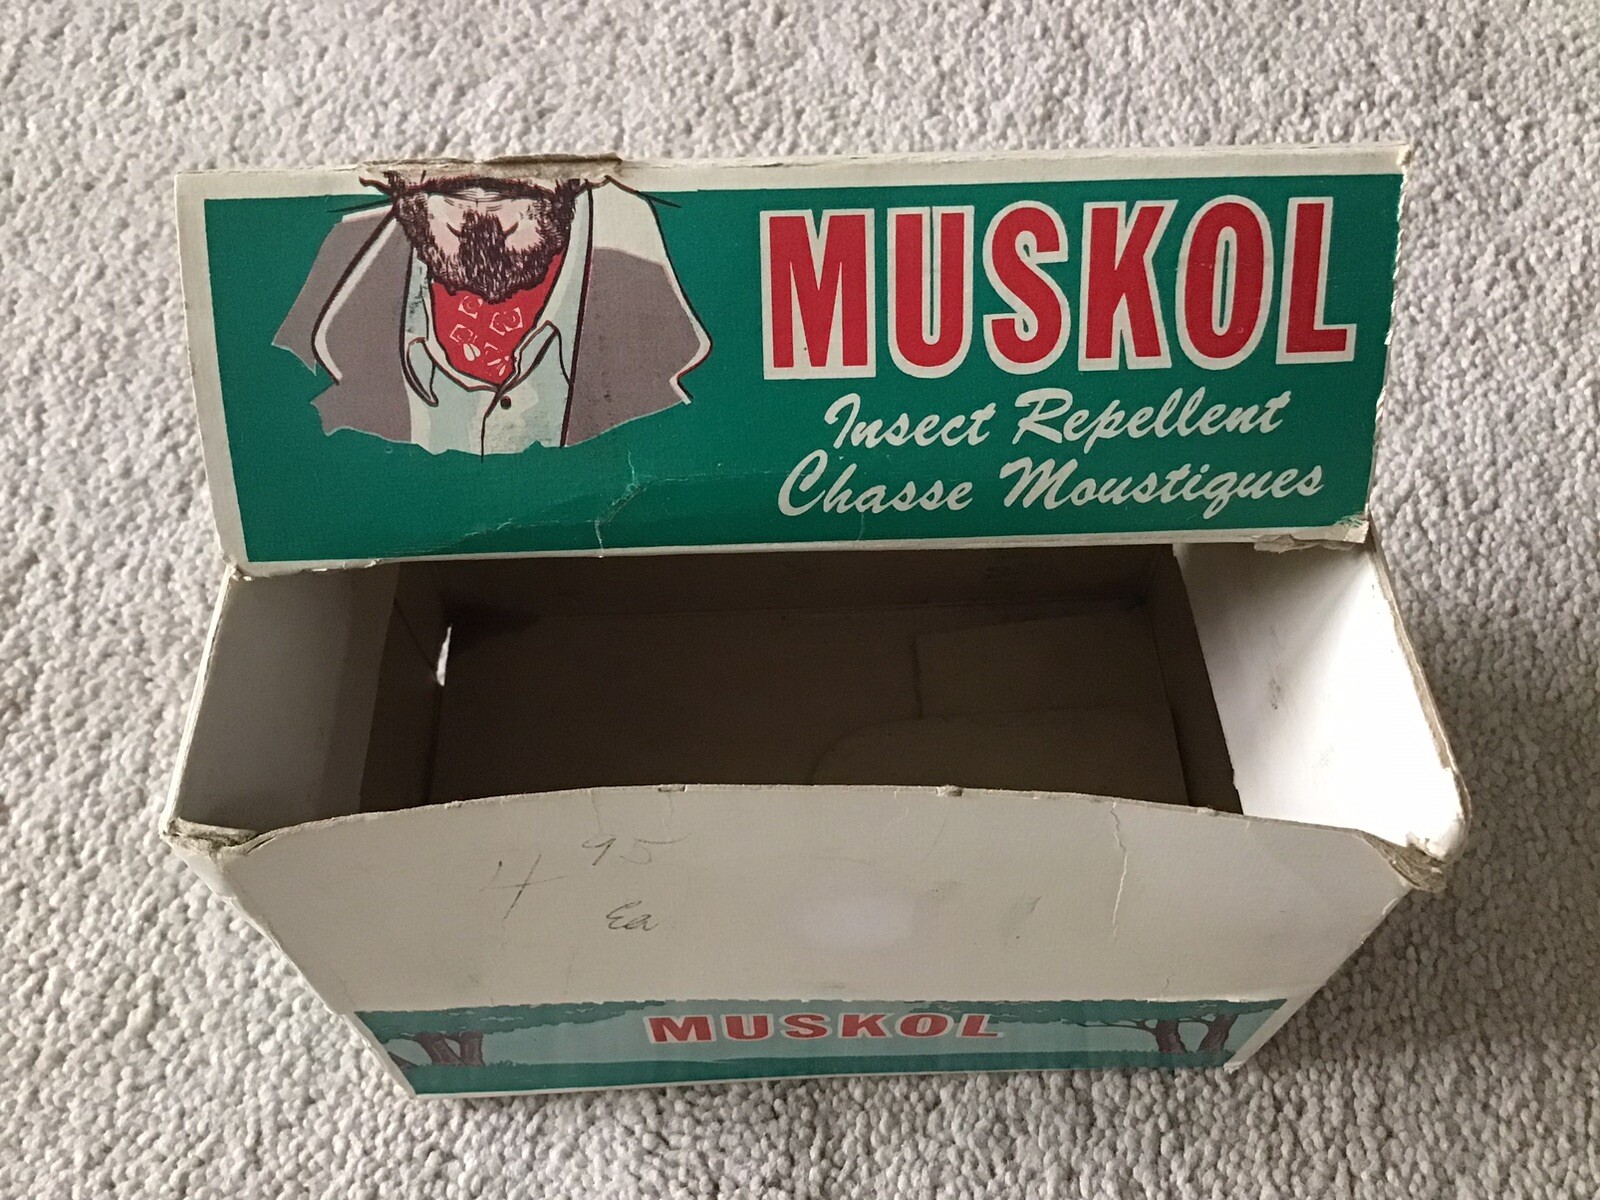 MUSKOL
Insect Repellent
Chasse Moustiques
4 95
Ea
MUSKOL